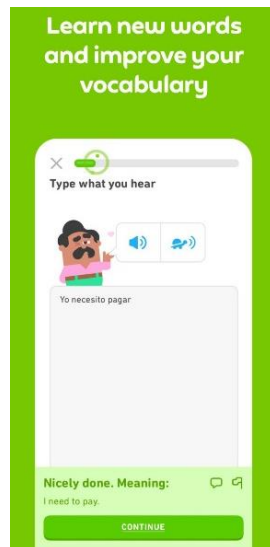 Learn new words
and improve your
vocabulary
Type what you hear
Yo necesito pagar
Nicely done. Meaning:
I need to pay.
CONTINUE